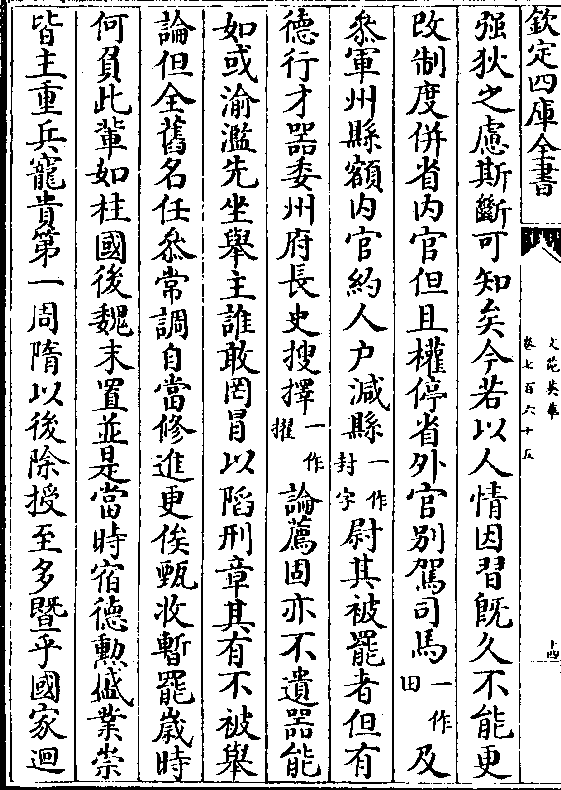 欽定四庫全書
文苑英華
卷七百六十五
十四
强狄之慮斯斷可知矣今若以人情因習旣久不能更
改制度併省内官但且權停省外官别駕司馬一作田及
叅軍州縣額内官約人户減縣一作封字尉其被罷者但有
德行才器委州府長史搜擇一作擢論薦固亦不遺器能
如或渝濫先坐舉主誰敢罔冒以䧟刑章其有不被舉
論但全舊名任叅常調自當修進更俟甄收暫罷嵗時
何負此輩如柱國後魏末置並是當時宿德勲盛業崇
皆主重兵寵貴第一周隋以後除授至多暨乎國家迴